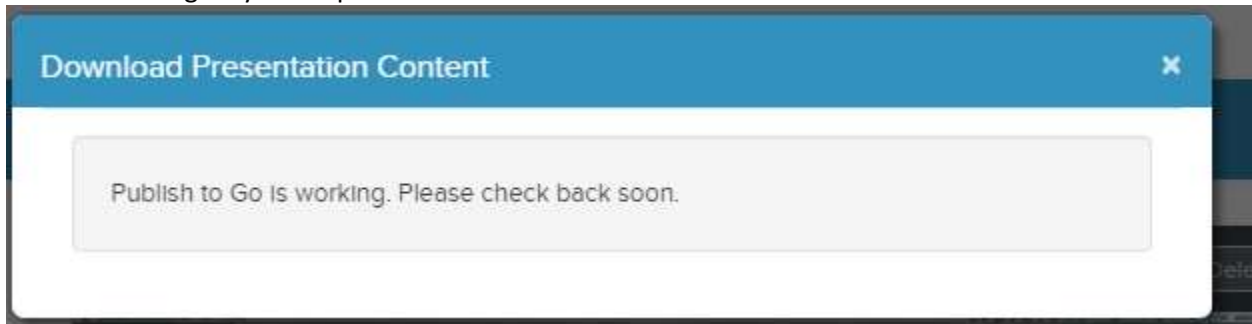 Download Presentation Content ×
Publish to Go is working. Please check back soon.